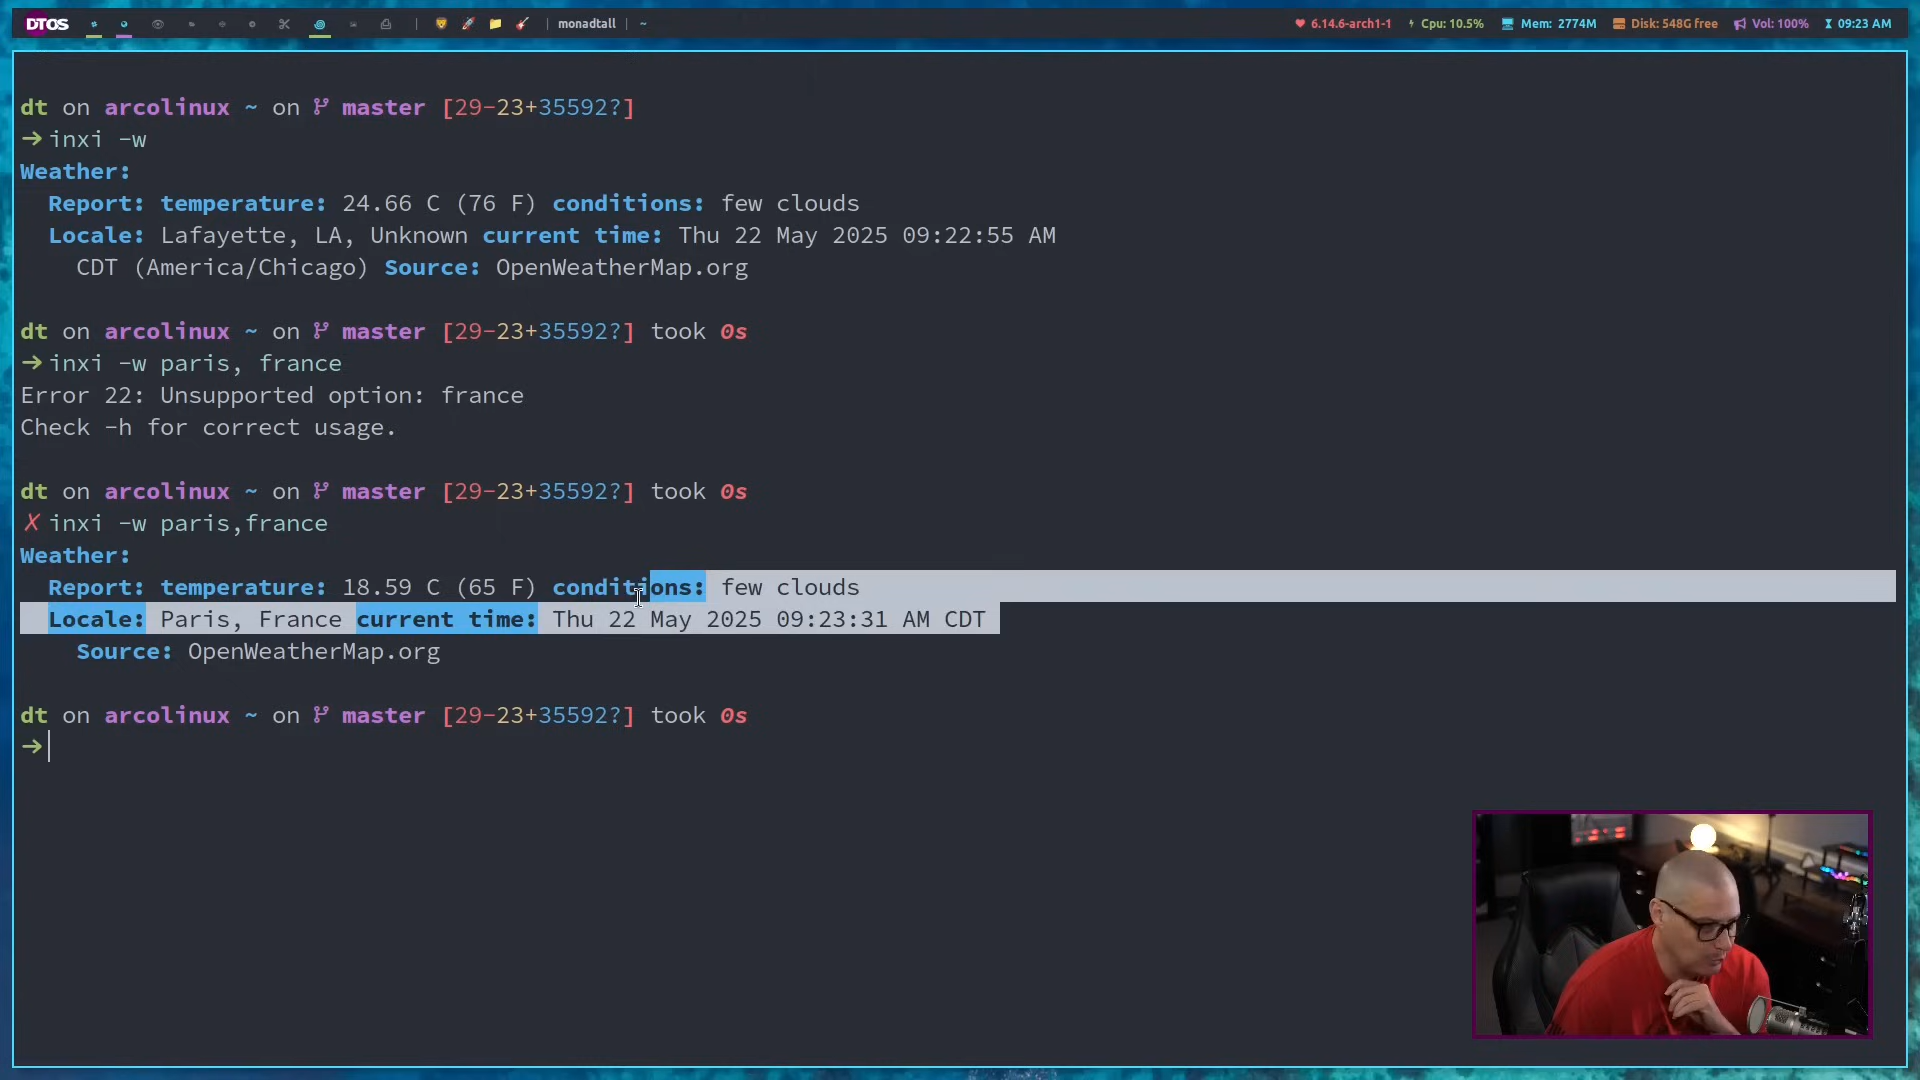 DTOS | monadtall | ~ 6.14.6-arch1-1 Cpu: 10.5% Mem: 2774M Disk: 548G free Vol: 100% 09:23 AM
dt on arcolinux ~ on master [29-23+35592?]
➜ inxi -w
Weather:
Report: temperature: 24.66 C (76 F) conditions: few clouds
Locale: Lafayette, LA, Unknown current time: Thu 22 May 2025 09:22:55 AM
CDT (America/Chicago) Source: OpenWeatherMap.org
dt on arcolinux ~ on master [29-23+35592?] took 0s
➜ inxi -w paris, france
Error 22: Unsupported option: france
Check -h for correct usage.
dt on arcolinux ~ on master [29-23+35592?] took 0s
✗ inxi -w paris,france
Weather:
Report: temperature: 18.59 C (65 F) conditions: few clouds
Locale: Paris, France current time: Thu 22 May 2025 09:23:31 AM CDT
Source: OpenWeatherMap.org
dt on arcolinux ~ on master [29-23+35592?] took 0s
➜